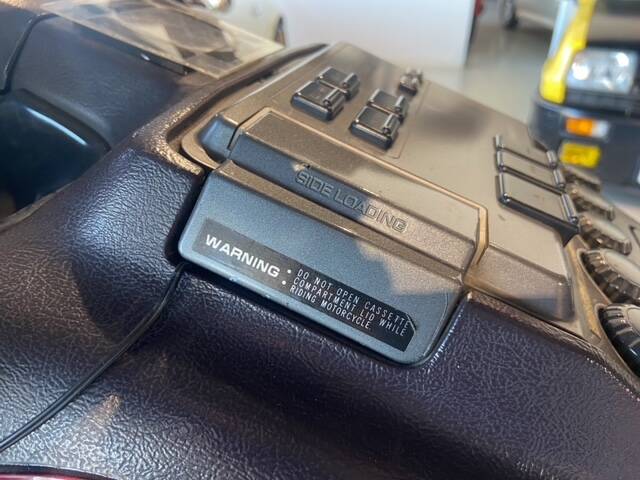 SIDE LOADING
WARNING
• DO NOT OPEN CASSETTE
• COMPARTMENT LID WHILE
RIDING MOTORCYCLE.